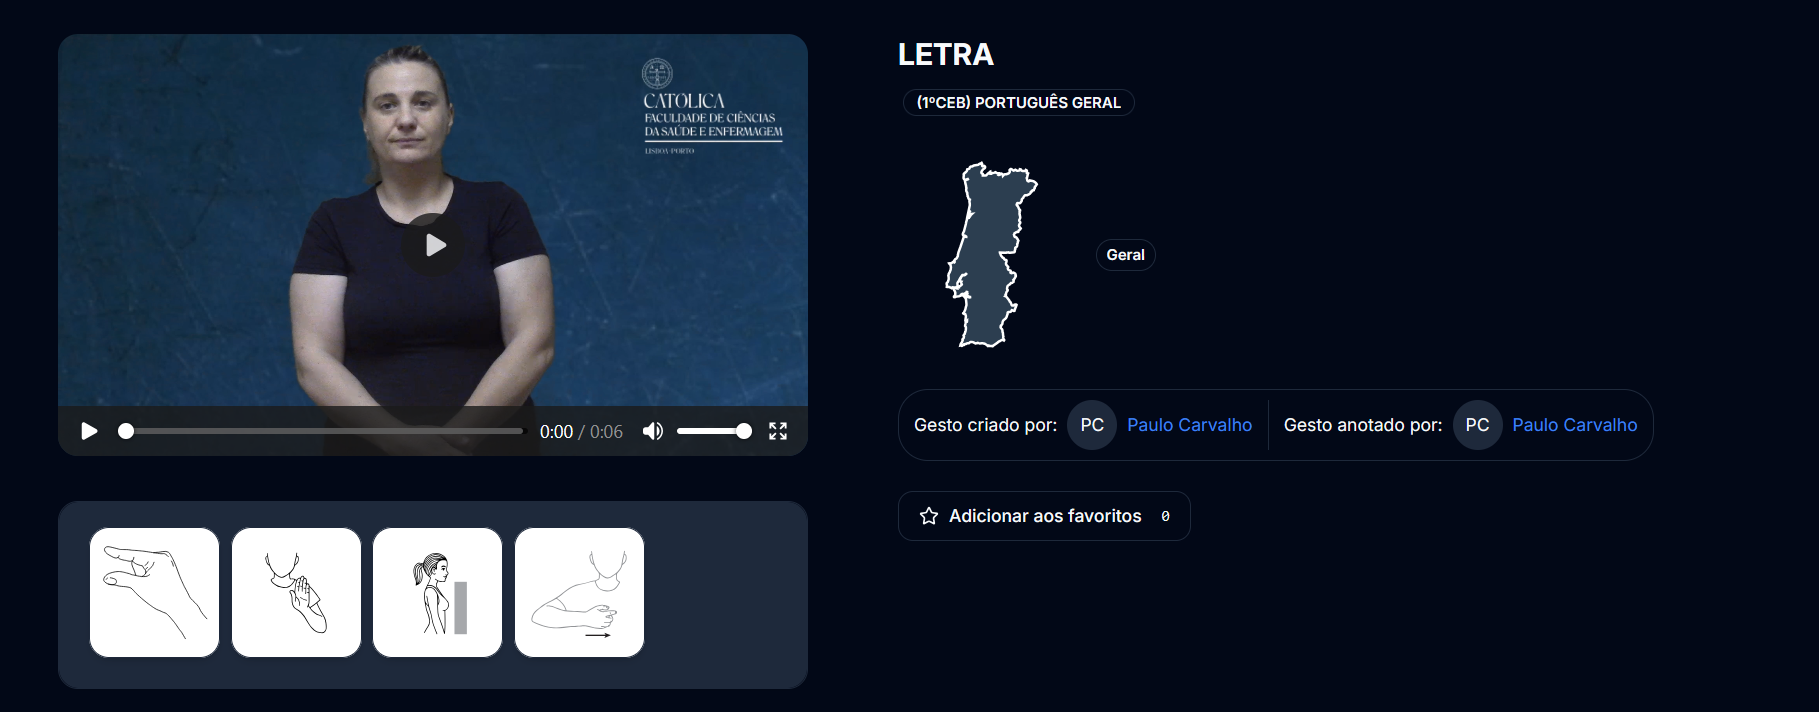 CATOLICA
FACULDADE DE CIÊNCIAS
DA SAÚDE E ENFERMAGEM
LISBOA·PORTO
0:00 / 0:06
LETRA
(1ºCEB) PORTUGUÊS GERAL
Geral
Gesto criado por: PC Paulo Carvalho
Gesto anotado por: PC Paulo Carvalho
Adicionar aos favoritos 0